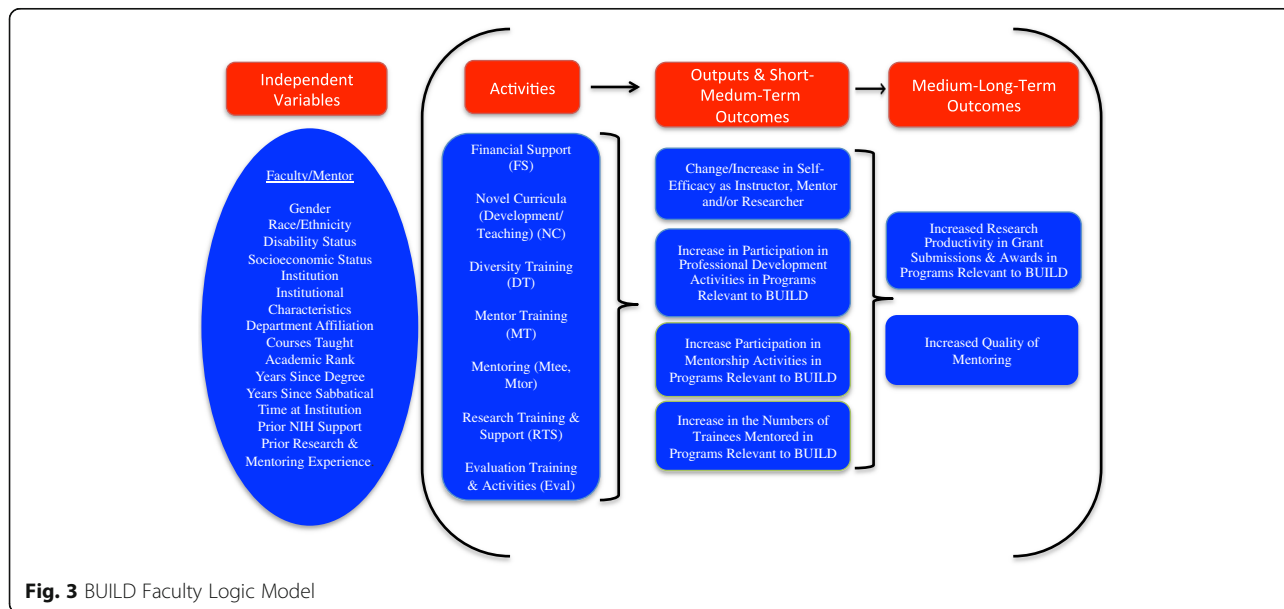 Independent
Variables
Activities
Outputs & Short-
Medum-Term
Outcomes
Medium-Long-Term
Outcomes
Faculty/Mentor
Gender
Race/Ethnicity
Disability Status
Socioeconomic Status
Institution
Institutional
Characteristics
Department Affiliation
Courses Taught
Academic Rank
Years Since Degree
Years Since Sabbatical
Time at Institution
Prior NIH Support
Prior Research &
Mentoring Experience
Financial Support
(FS)
Novel Curricula
(Development/
Teaching) (NC)
Diversity Training
(DT)
Mentor Training
(MT)
Mentoring (Mtee,
Mtor)
Research Training &
Support (RTS)
Evaluation Training
& Activities (Eval)
Change/Increase in Self-
Efficacy as Instructor, Mentor
and/or Researcher
Increase in Participation in
Professional Development
Activities in Programs
Relevant to BUILD
Increase Participation in
Mentorship Activities in
Programs Relevant to BUILD
Increase in the Numbers of
Trainees Mentored in
Programs Relevant to BUILD
Increased Research
Productivity in Grant
Submissions & Awards in
Programs Relevant to BUILD
Increased Quality of
Mentoring
Fig. 3 BUILD Faculty Logic Model